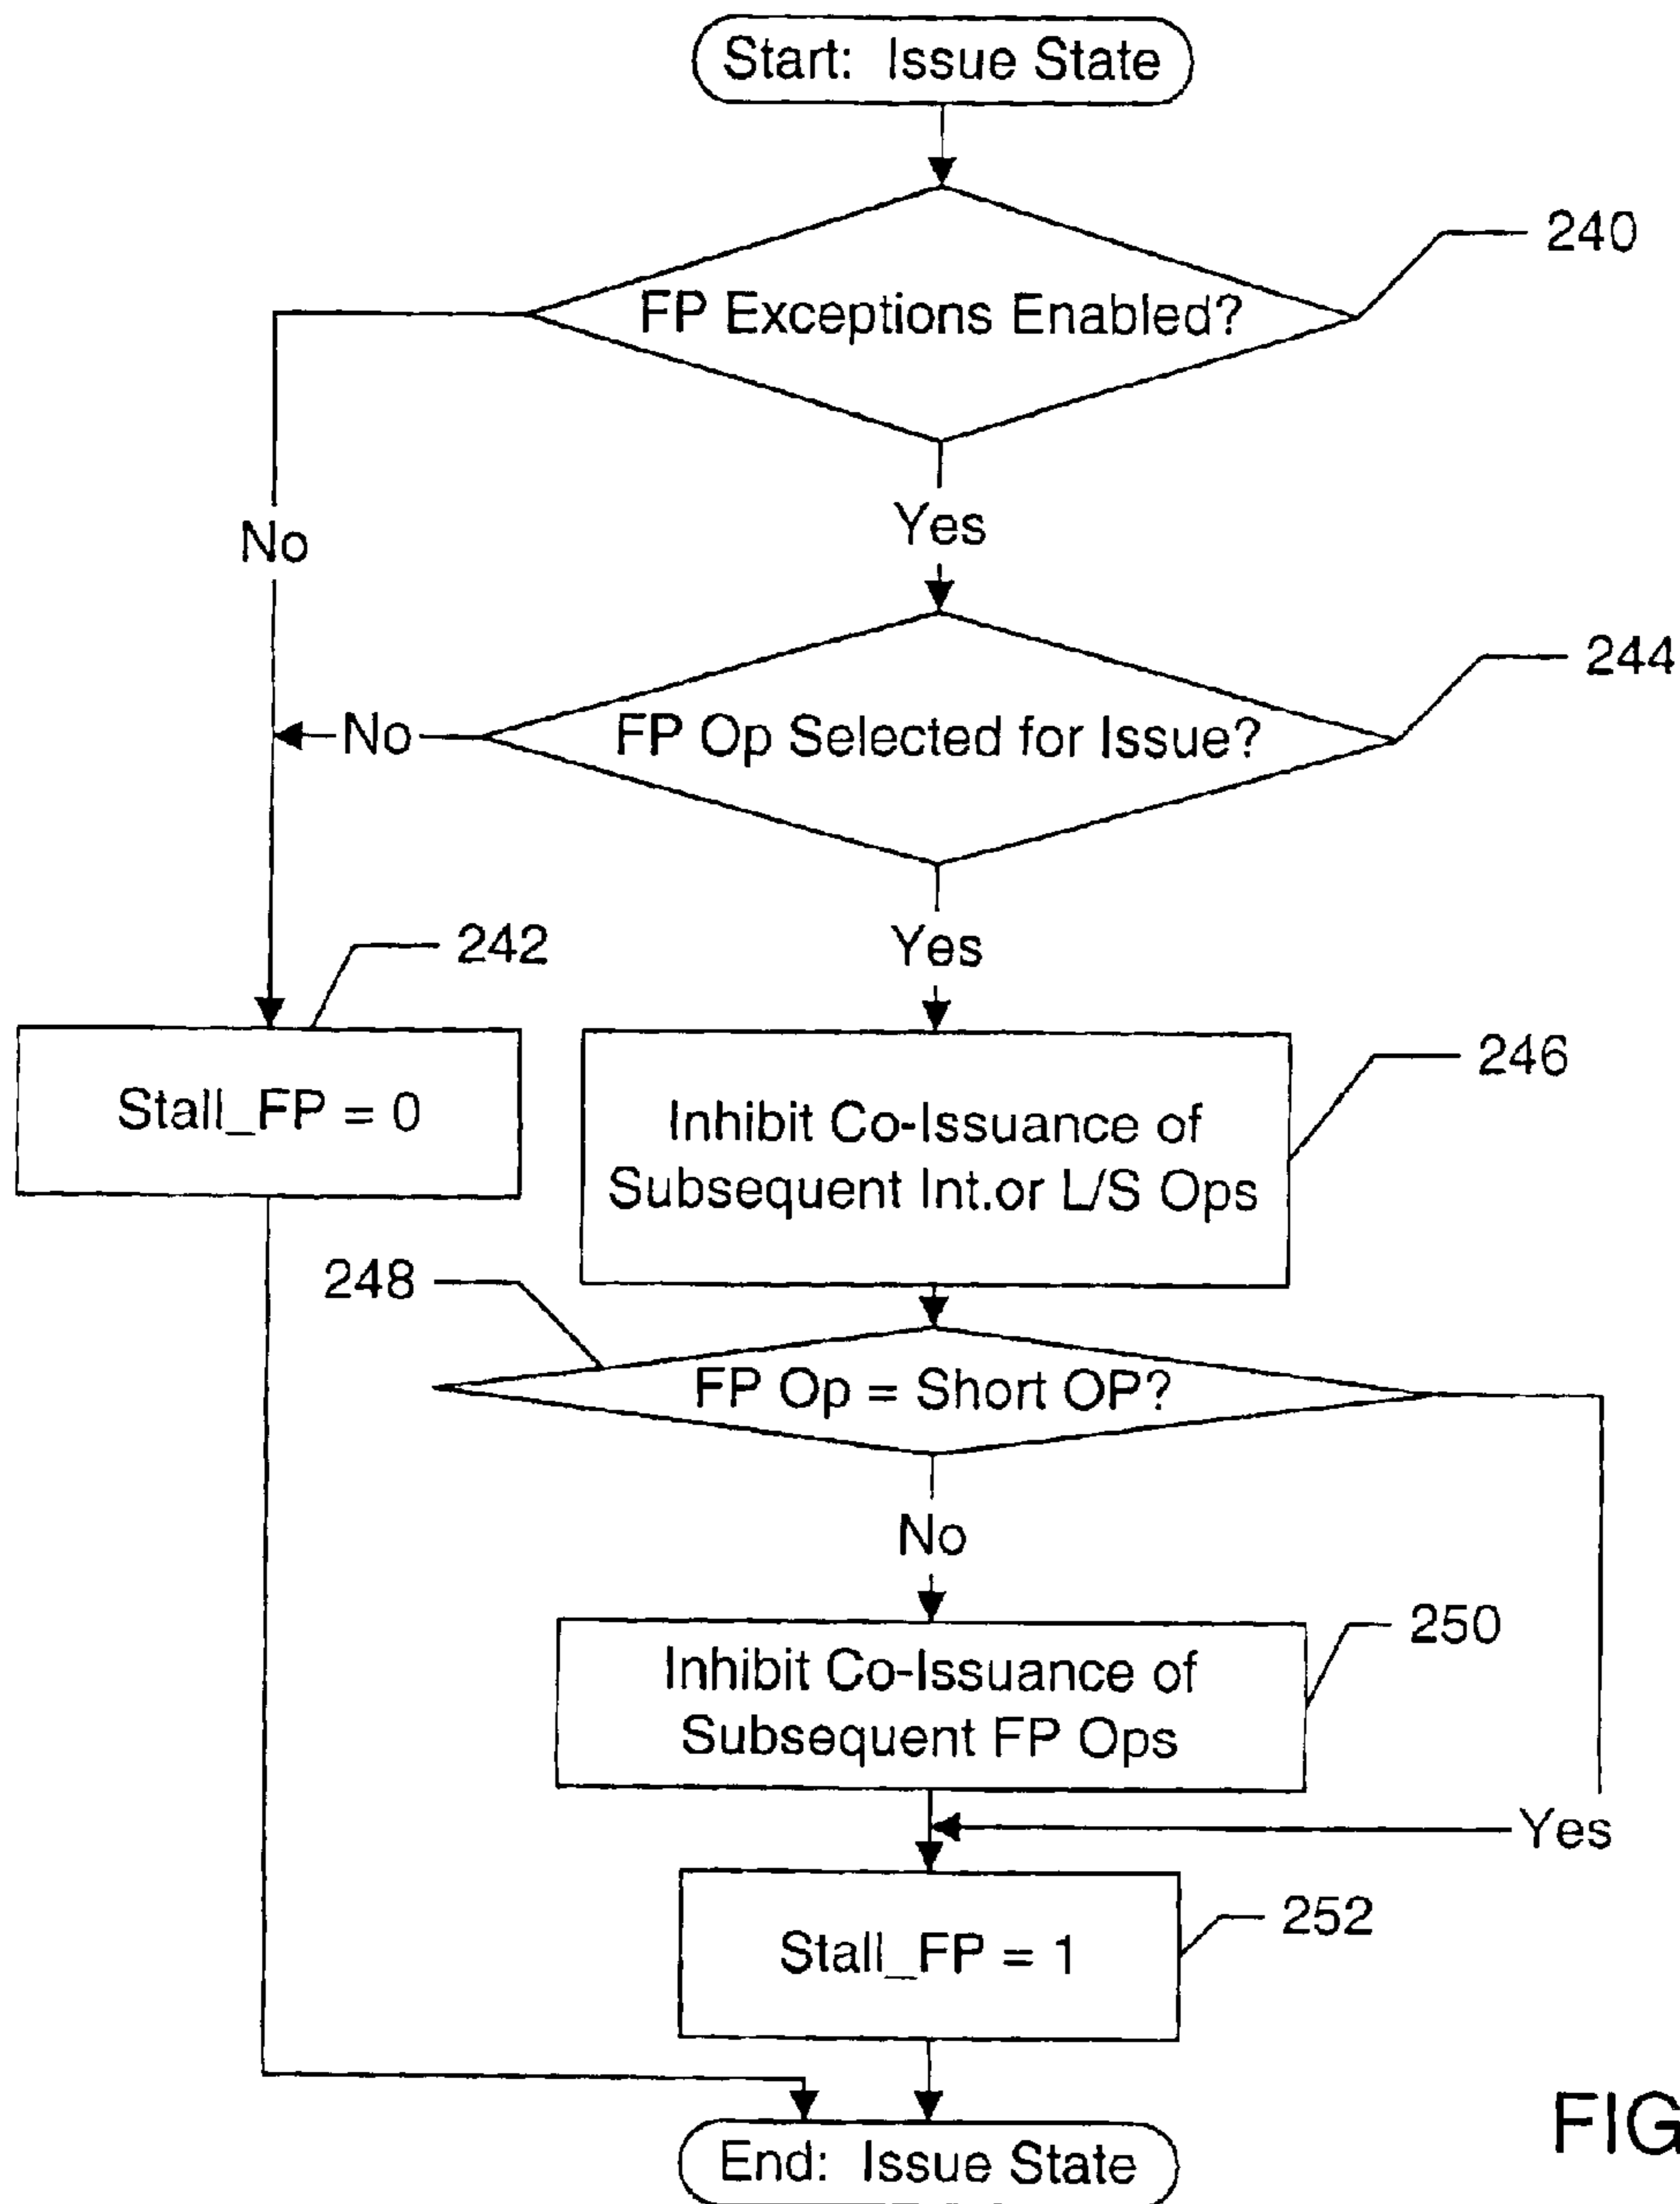 Start: Issue State
240
FP Exceptions Enabled?
No
Yes
244
FP Op Selected for Issue?
No
Yes
242
Stall_FP = 0
246
Inhibit Co-Issuance of
Subsequent Int.or L/S Ops
248
FP Op = Short OP?
No
250
Inhibit Co-Issuance of
Subsequent FP Ops
Yes
252
Stall_FP = 1
FIG
End: Issue State